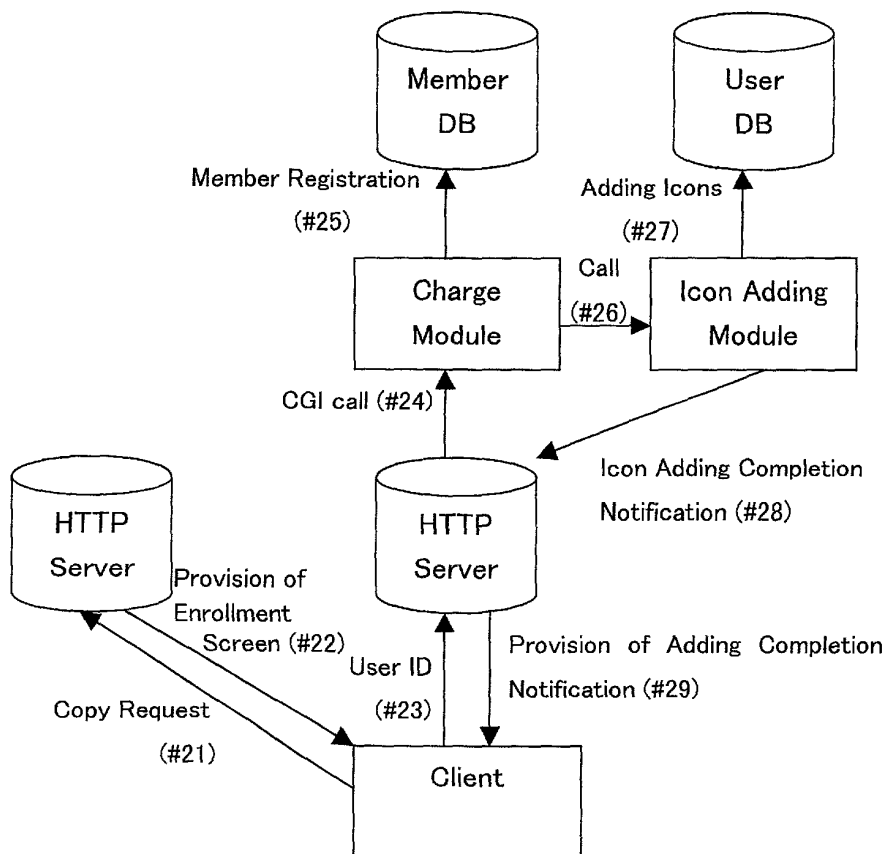 Member
DB
User
DB
Member Registration
(#25)
Adding Icons
(#27)
Charge
Module
Call
(#26)
Icon Adding
Module
CGI call (#24)
Icon Adding Completion
Notification (#28)
HTTP
Server
HTTP
Server
Provision of
Enrollment
Screen (#22)
User ID
(#23)
Provision of Adding Completion
Notification (#29)
Copy Request
(#21)
Client